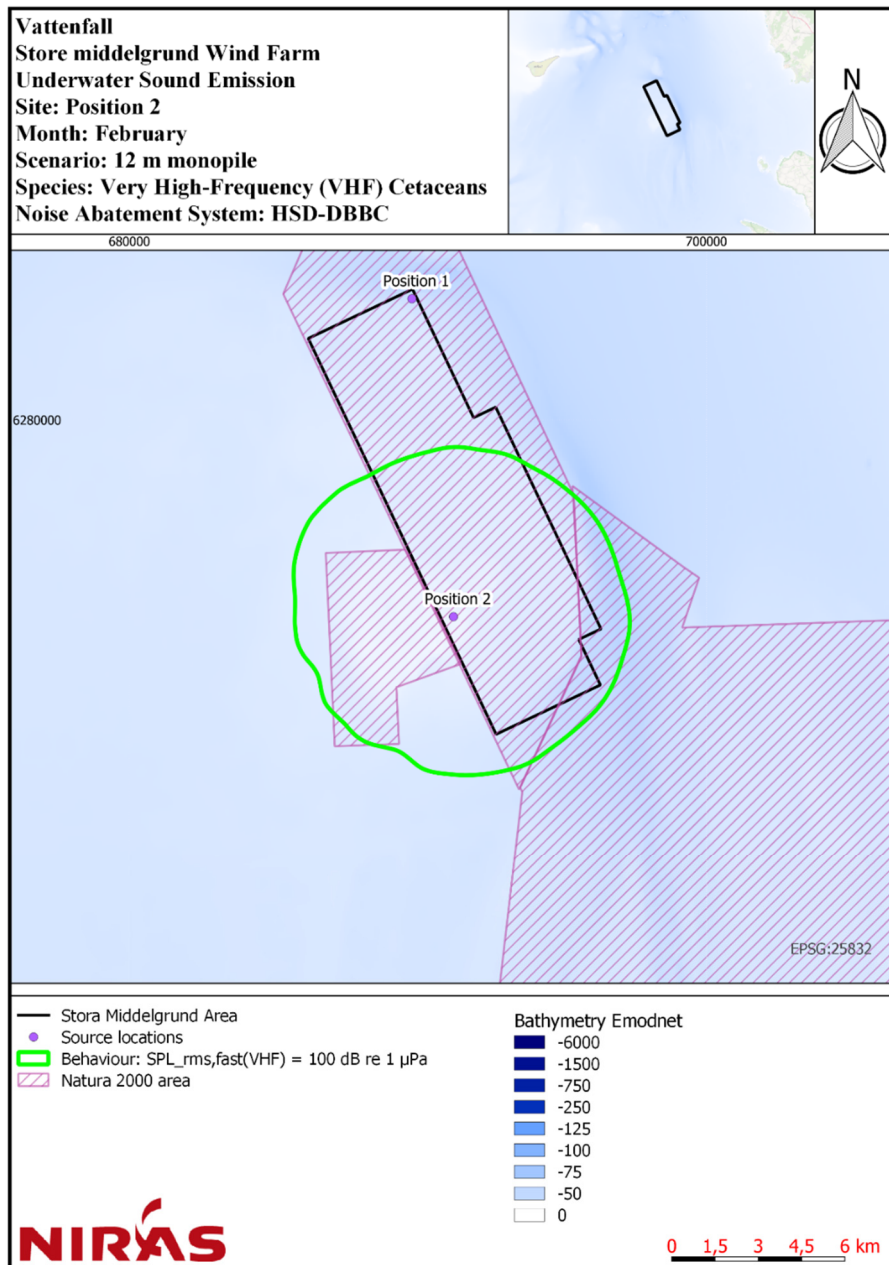 Vattenfall
Store middelgrund Wind Farm
Underwater Sound Emission
Site: Position 2
Month: February
Scenario: 12 m monopile
Species: Very High-Frequency (VHF) Cetaceans
Noise Abatement System: HSD-DBBC
N
680000
700000
Position 1
6280000
Position 2
EPSG:25832
Stora Middelgrund Area
Source locations
Behaviour: SPL_rms,fast(VHF) = 100 dB re 1 µPa
Natura 2000 area
Bathymetry Emodnet
-6000
-1500
-750
-250
-125
-100
-75
-50
0
NIRAS
0 1,5 3 4,5 6 km